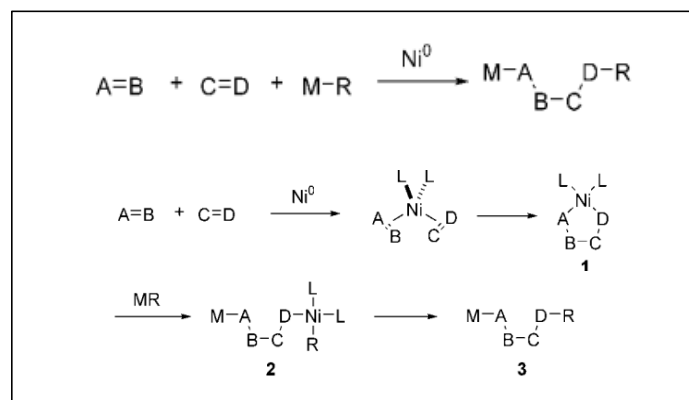 Ni⁰
A=B + C=D + M-R M-A D-R
B-C
Ni⁰ L L L L
A=B + C=D A Ni D Ni
B C A D
B-C
1
MR L
M-A D-Ni-L M-A D-R
B-C R B-C
2 3